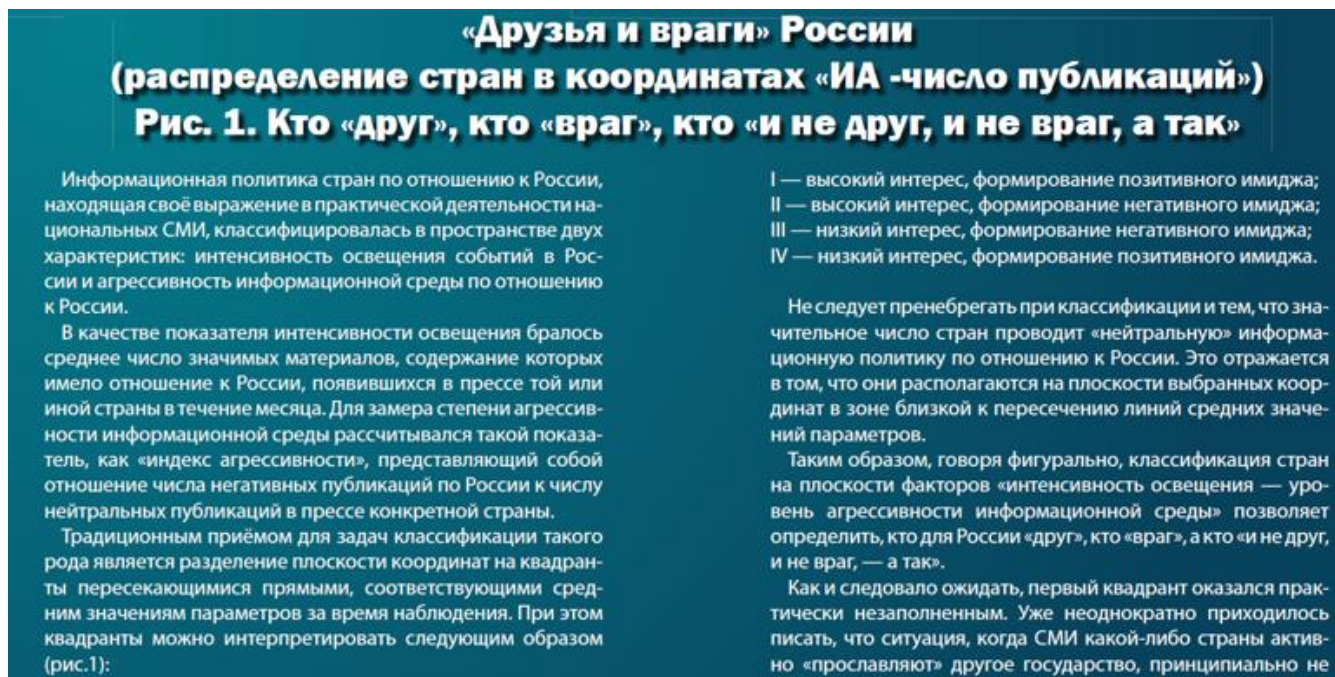 «Друзья и враги» России
(распределение стран в координатах «ИА -число публикаций»)
Рис. 1. Кто «друг», кто «враг», кто «и не друг, и не враг, а так»
Информационная политика стран по отношению к России,
находящая своё выражение в практической деятельности на-
циональных СМИ, классифицировалась в пространстве двух
характеристик: интенсивность освещения событий в Рос-
сии и агрессивность информационной среды по отношению
к России.
В качестве показателя интенсивности освещения бралось
среднее число значимых материалов, содержание которых
имело отношение к России, появившихся в прессе той или
иной страны в течение месяца. Для замера степени агрессив-
ности информационной среды рассчитывался такой показа-
тель, как «индекс агрессивности», представляющий собой
отношение числа негативных публикаций по России к числу
нейтральных публикаций в прессе конкретной страны.
Традиционным приёмом для задач классификации такого
рода является разделение плоскости координат на квадран-
ты пересекающимися прямыми, соответствующими сред-
ним значениям параметров за время наблюдения. При этом
квадранты можно интерпретировать следующим образом
(рис.1):
I — высокий интерес, формирование позитивного имиджа;
II — высокий интерес, формирование негативного имиджа;
III — низкий интерес, формирование негативного имиджа;
IV — низкий интерес, формирование позитивного имиджа.
Не следует пренебрегать при классификации и тем, что зна-
чительное число стран проводит «нейтральную» информа-
ционную политику по отношению к России. Это отражается
в том, что они располагаются на плоскости выбранных коор-
динат в зоне близкой к пересечению линий средних значе-
ний параметров.
Таким образом, говоря фигурально, классификация стран
на плоскости факторов «интенсивность освещения — уро-
вень агрессивности информационной среды» позволяет
определить, кто для России «друг», кто «враг», а кто «и не друг,
и не враг, — а так».
Как и следовало ожидать, первый квадрант оказался прак-
тически незаполненным. Уже неоднократно приходилось
писать, что ситуация, когда СМИ какой-либо страны актив-
но «прославляют» другое государство, принципиально не